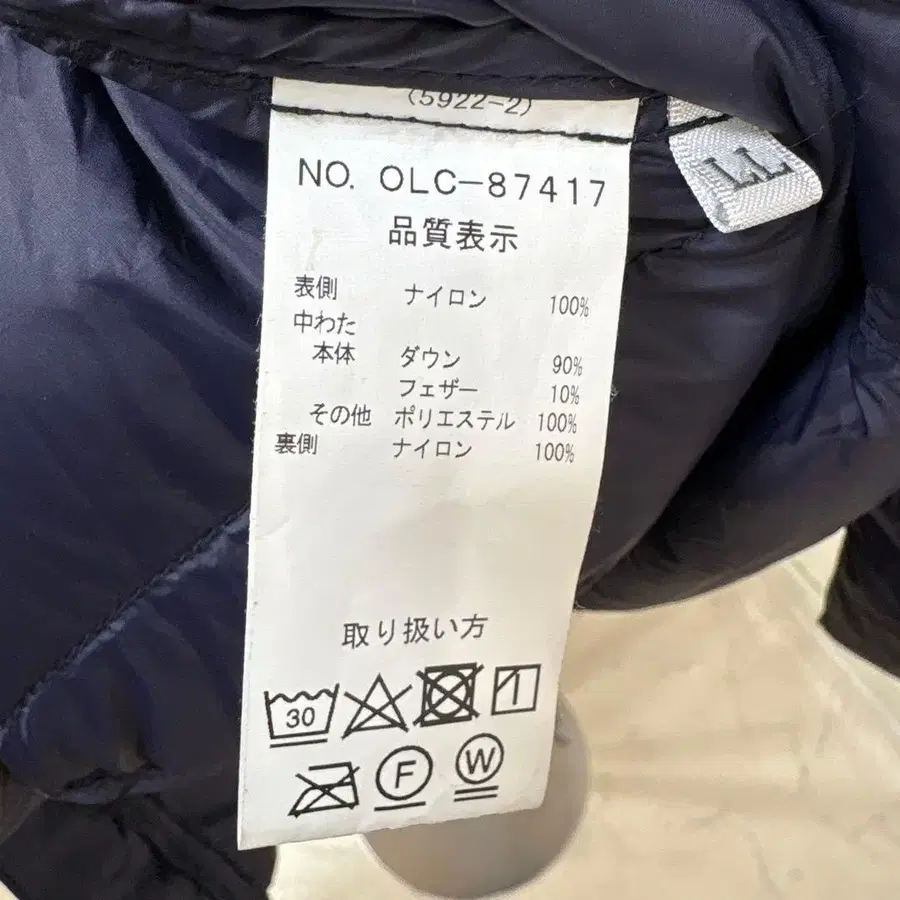 (5922-2)
LL
NO. OLC-87417
品質表示
表側 ナイロン 100%
中わた
本体 ダウン 90%
フェザー 10%
その他 ポリエステル 100%
裏側 ナイロン 100%
取り扱い方
30
F W